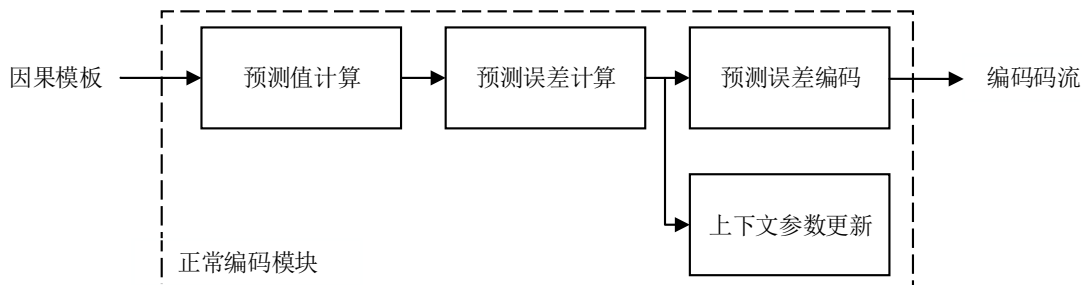 因果模板
预测值计算
预测误差计算
预测误差编码
编码码流
上下文参数更新
正常编码模块